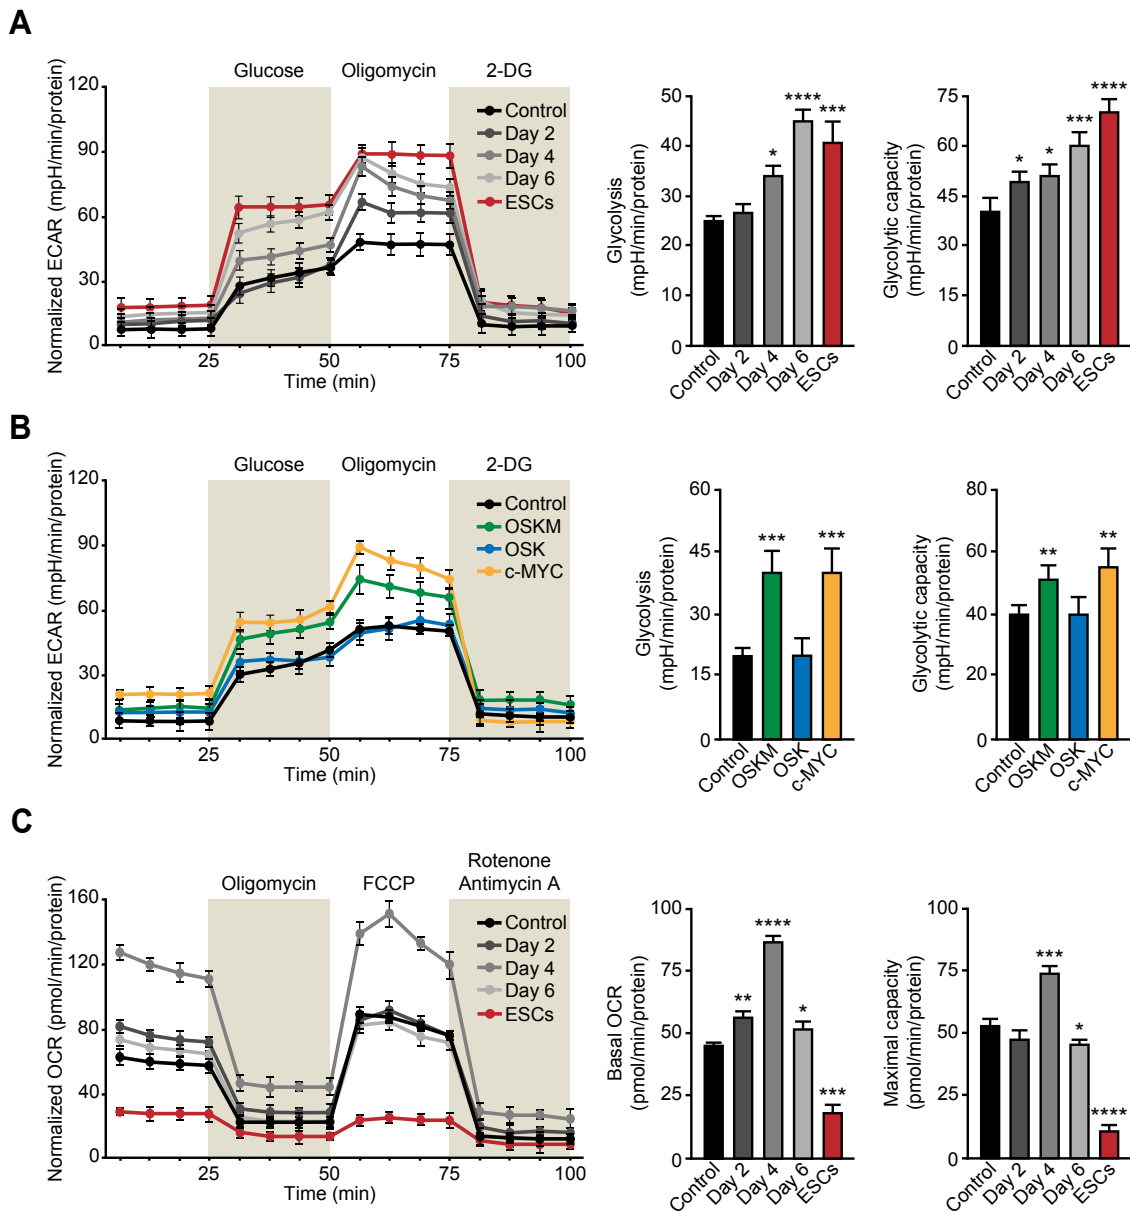 A
Glucose Oligomycin 2-DG
Normalized ECAR (mpH/min/protein)
120
90
60
30
0
25 50 75 100
Time (min)
Control
Day 2
Day 4
Day 6
ESCs
Glycolysis
(mpH/min/protein)
50
40
30
20
10
0
* **** ***
Control Day 2 Day 4 Day 6 ESCs
Glycolytic capacity
(mpH/min/protein)
75
60
45
30
15
0
* * *** ****
Control Day 2 Day 4 Day 6 ESCs
B
Glucose Oligomycin 2-DG
Normalized ECAR (mpH/min/protein)
120
90
60
30
0
25 50 75 100
Time (min)
Control
OSKM
OSK
c-MYC
Glycolysis
(mpH/min/protein)
60
45
30
15
0
*** ***
Control OSKM OSK c-MYC
Glycolytic capacity
(mpH/min/protein)
80
60
40
20
0
** **
Control OSKM OSK c-MYC
C
Oligomycin FCCP Rotenone
Antimycin A
Normalized OCR (pmol/min/protein)
160
120
80
40
0
25 50 75 100
Time (min)
Control
Day 2
Day 4
Day 6
ESCs
Basal OCR
(pmol/min/protein)
100
75
50
25
0
** **** * ***
Control Day 2 Day 4 Day 6 ESCs
Maximal capacity
(pmol/min/protein)
100
75
50
25
0
*** * ****
Control Day 2 Day 4 Day 6 ESCs